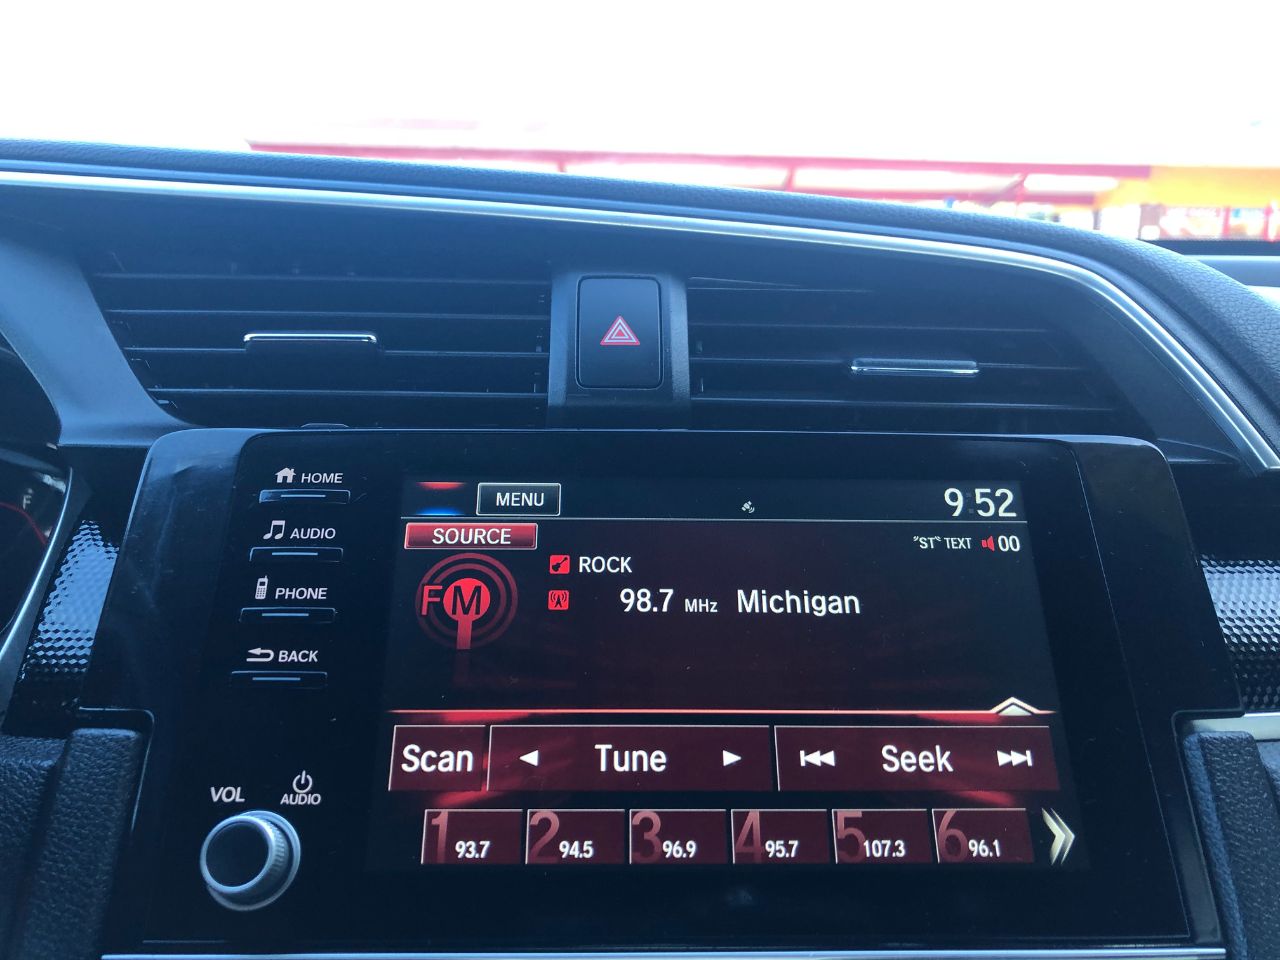 HOME
AUDIO
PHONE
BACK
VOL
AUDIO
MENU
9:52
SOURCE
"ST" TEXT 00
ROCK
FM
98.7 MHz Michigan
Scan Tune Seek
1 93.7 2 94.5 3 96.9 4 95.7 5 107.3 6 96.1
F